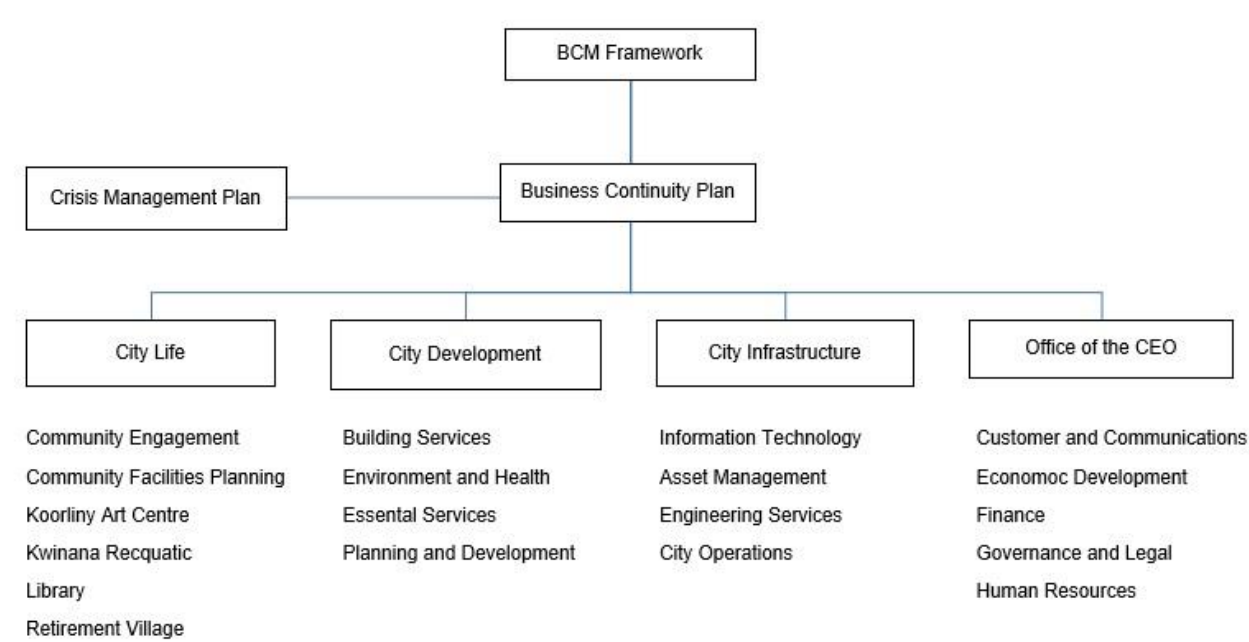 BCM Framework
Crisis Management Plan
Business Continuity Plan
City Life
City Development
City Infrastructure
Office of the CEO
Community Engagement
Community Facilities Planning
Koorliny Art Centre
Kwinana Recquatic
Library
Retirement Village
Building Services
Environment and Health
Essental Services
Planning and Development
Information Technology
Asset Management
Engineering Services
City Operations
Customer and Communications
Economoc Development
Finance
Governance and Legal
Human Resources